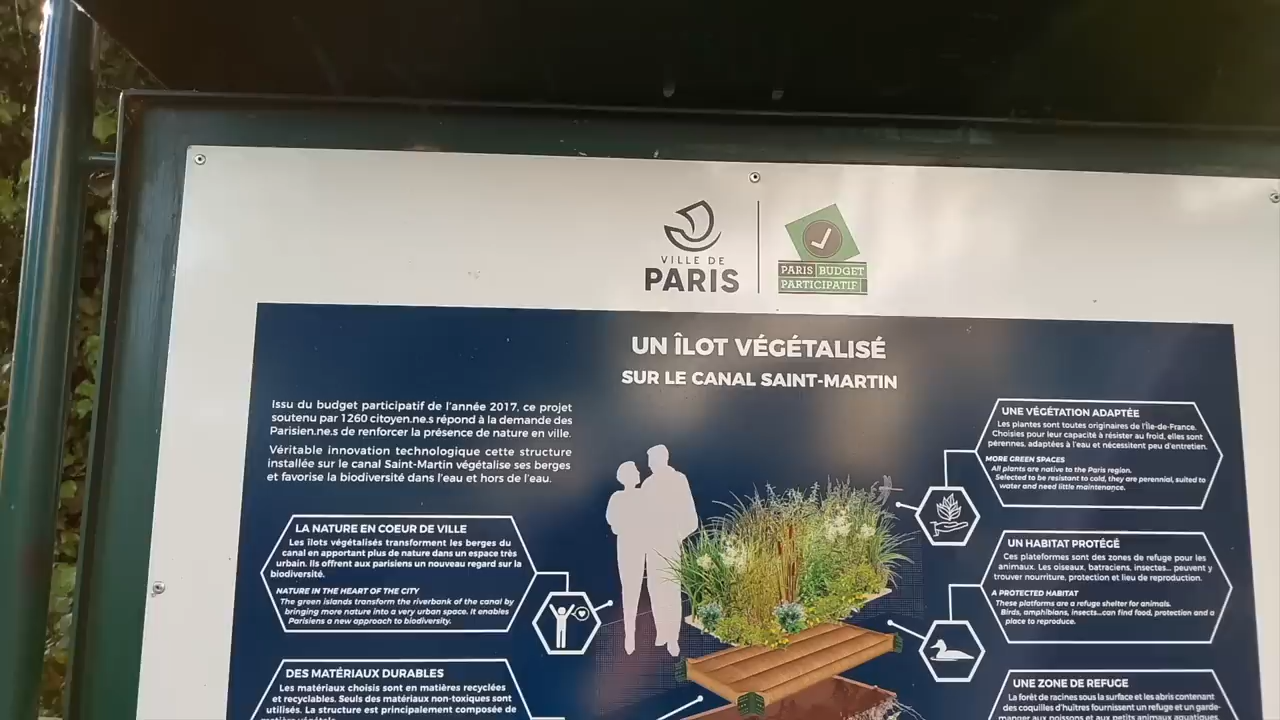 VILLE DE
PARIS
PARIS BUDGET
PARTICIPATIF
UN ÎLOT VÉGÉTALISÉ
SUR LE CANAL SAINT-MARTIN
Issu du budget participatif de l'année 2017, ce projet
soutenu par 1260 citoyen.ne.s répond à la demande des
Parisien.ne.s de renforcer la présence de nature en ville.
Véritable innovation technologique cette structure
installée sur le canal Saint-Martin végétalise ses berges
et favorise la biodiversité dans l'eau et hors de l'eau.
LA NATURE EN COEUR DE VILLE
Les îlots végétalisés transforment les berges du
canal en apportant plus de nature dans un espace très
urbain. Ils offrent aux parisiens un nouveau regard sur la
biodiversité.
NATURE IN THE HEART OF THE CITY
The green islands transform the riverbank of the canal by
bringing more nature into a very urban space. It enables
Parisiens a new approach to biodiversity.
DES MATÉRIAUX DURABLES
Les matériaux choisis sont en matières recyclées
et recyclables. Seuls des matériaux non-toxiques sont
utilisés. La structure est principalement composée de
matière végétale.
UNE VÉGÉTATION ADAPTÉE
Les plantes sont toutes originaires de l'Île-de-France.
Choisies pour leur capacité à résister au froid, elles sont
pérennes, adaptées à l'eau et nécessitent peu d'entretien.
MORE GREEN SPACES
All plants are native to the Paris region.
Selected to be resistant to cold, they are perennial, suited to
water and need little maintenance.
UN HABITAT PROTÉGÉ
Ces plateformes sont des zones de refuge pour les
animaux. Les oiseaux, batraciens, insectes... peuvent y
trouver nourriture, protection et lieu de reproduction.
A PROTECTED HABITAT
These platforms are a refuge shelter for animals.
Birds, amphibians, insects...can find food, protection and a
place to reproduce.
UNE ZONE DE REFUGE
La forêt de racines sous la surface et les abris contenant
des coquilles d'huîtres fournissent un refuge et un garde-
manger aux poissons et aux petits animaux aquatiques.